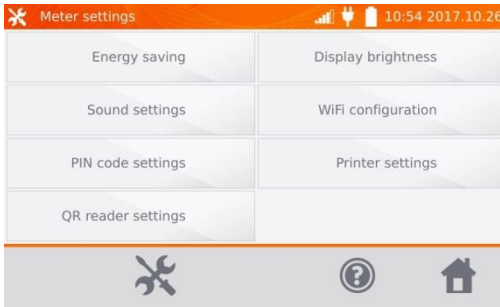 Meter settings 10:54 2017.10.26
Energy saving Display brightness
Sound settings WiFi configuration
PIN code settings Printer settings
QR reader settings
?